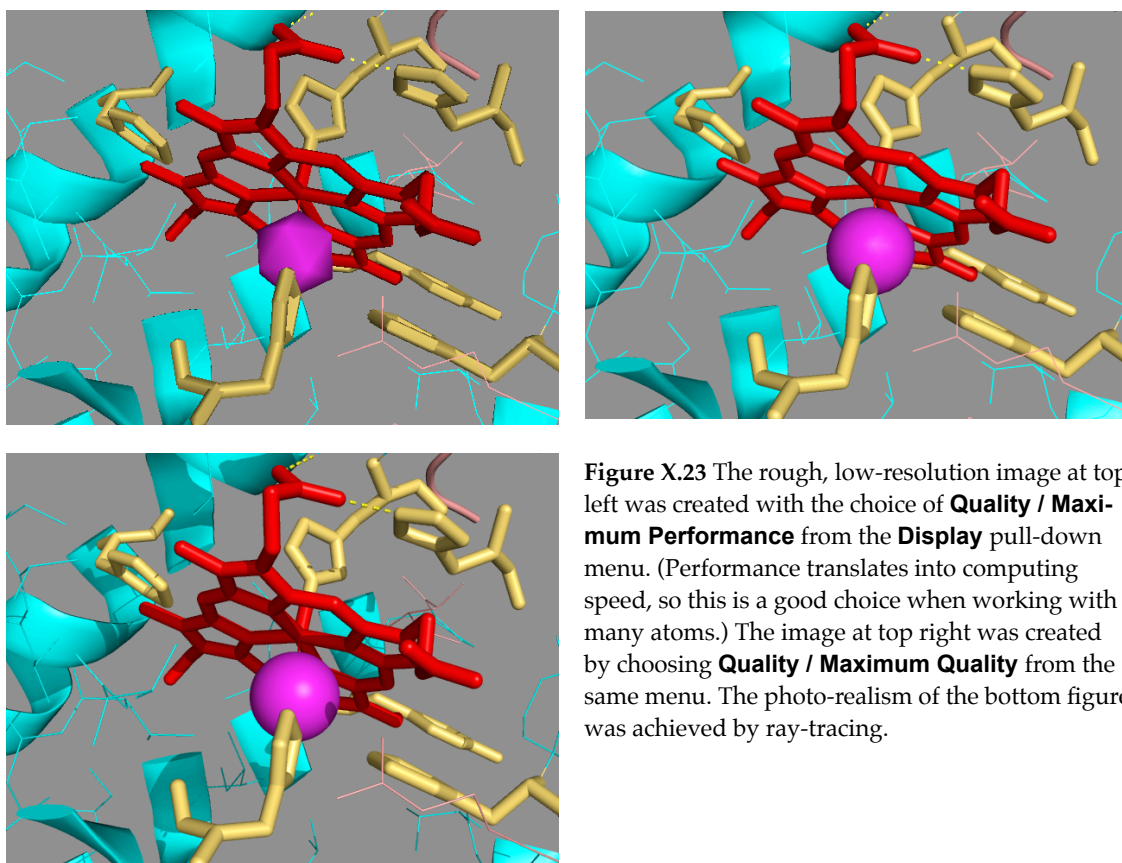 Figure X.23 The rough, low-resolution image at top
left was created with the choice of Quality / Maxi-
mum Performance from the Display pull-down
menu. (Performance translates into computing
speed, so this is a good choice when working with
many atoms.) The image at top right was created
by choosing Quality / Maximum Quality from the
same menu. The photo-realism of the bottom figure
was achieved by ray-tracing.